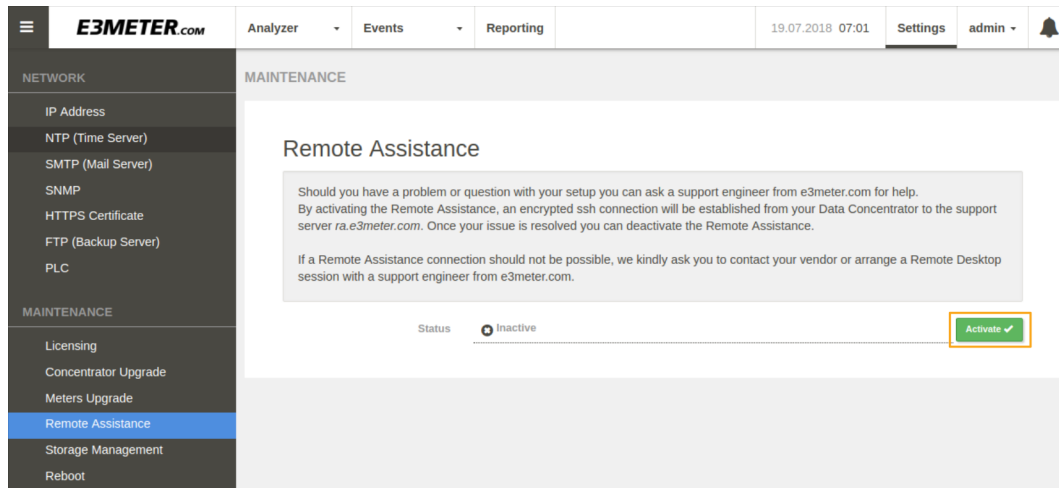 E3METER.COM
Analyzer
Events
Reporting
19.07.2018 07:01
Settings
admin
NETWORK
IP Address
NTP (Time Server)
SMTP (Mail Server)
SNMP
HTTPS Certificate
FTP (Backup Server)
PLC
MAINTENANCE
Licensing
Concentrator Upgrade
Meters Upgrade
Remote Assistance
Storage Management
Reboot
MAINTENANCE
Remote Assistance
Should you have a problem or question with your setup you can ask a support engineer from e3meter.com for help.
By activating the Remote Assistance, an encrypted ssh connection will be established from your Data Concentrator to the support
server ra.e3meter.com. Once your issue is resolved you can deactivate the Remote Assistance.
If a Remote Assistance connection should not be possible, we kindly ask you to contact your vendor or arrange a Remote Desktop
session with a support engineer from e3meter.com.
Status
Inactive
Activate